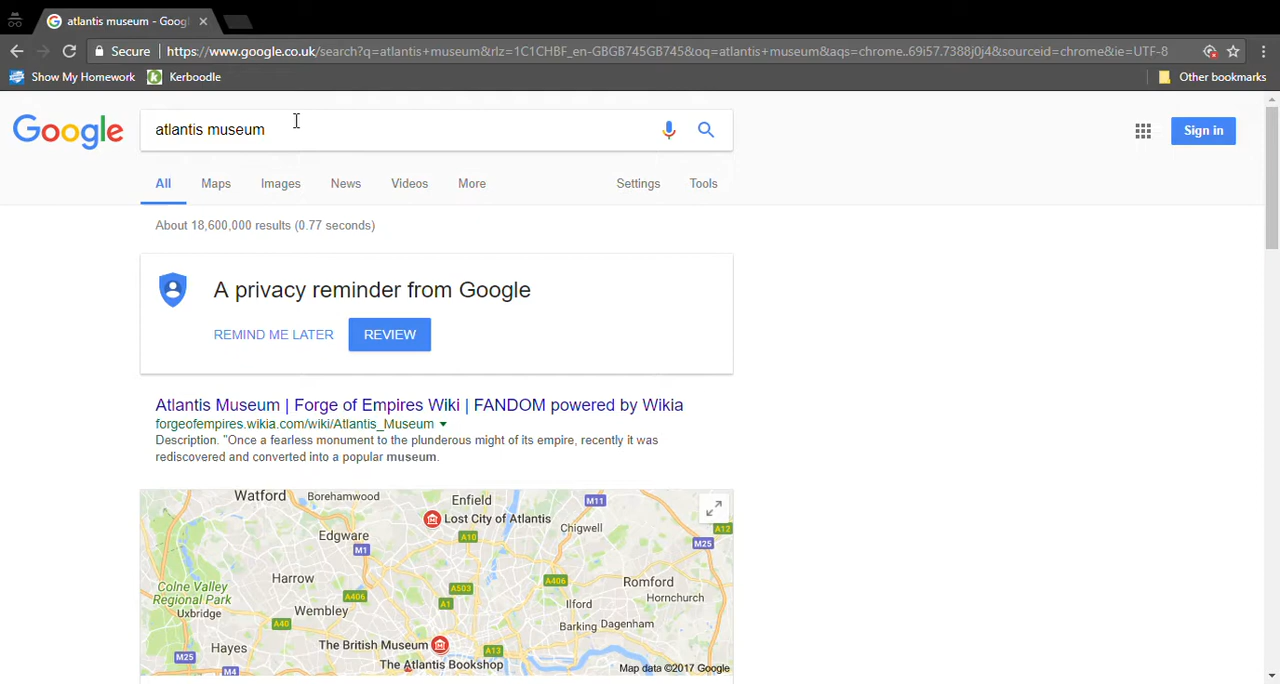 atlantis museum - Googl
Secure https://www.google.co.uk/search?q=atlantis+museum&rlz=1C1CHBF_en-GBGB745GB745&oq=atlantis+museum&aqs=chrome..69i57.7388j0j4&sourceid=chrome&ie=UTF-8
Show My Homework Kerboodle Other bookmarks
Google atlantis museum Sign in
All Maps Images News Videos More Settings Tools
About 18,600,000 results (0.77 seconds)
A privacy reminder from Google
REMIND ME LATER REVIEW
Atlantis Museum | Forge of Empires Wiki | FANDOM powered by Wikia
forgeofempires.wikia.com/wiki/Atlantis_Museum
Description. "Once a fearless monument to the plunderous might of its empire, recently it was
rediscovered and converted into a popular museum.
Watford Borehamwood Enfield M11
Lost City of Atlantis Chigwell A12
Edgware A10 M25
M1
Colne Valley
Regional Park
Harrow A503 A406 Romford
Uxbridge A406 A1 Ilford Hornchurch
Wembley
A40 Barking Dagenham
Hayes The British Museum A13
M25 The Atlantis Bookshop
M4 Map data ©2017 Google